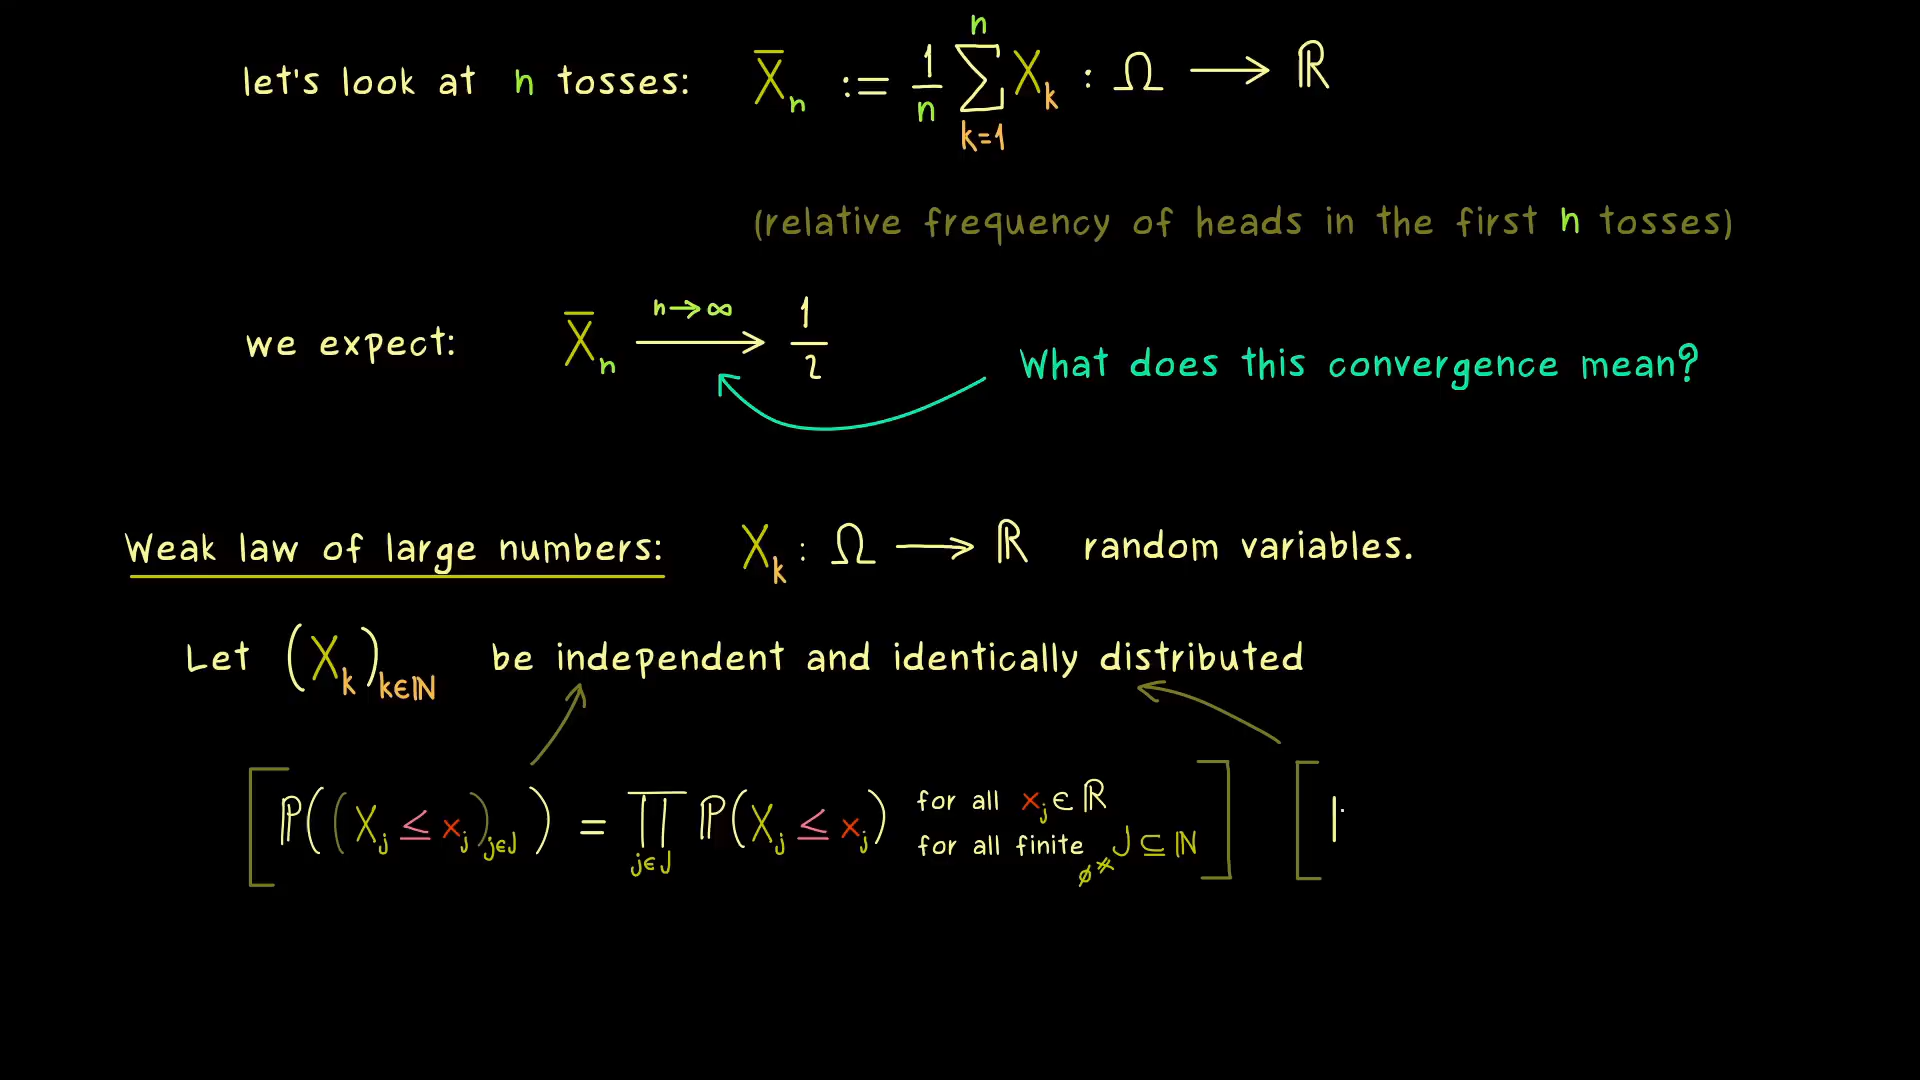 let's look at n tosses: X̄ₙ := 1/n ∑ₖ₌₁ⁿ Xₖ : Ω ⟶ ℝ
(relative frequency of heads in the first n tosses)
we expect: X̄ₙ ⟶ (n→∞) 1/2
What does this convergence mean?
Weak law of large numbers: Xₖ : Ω ⟶ ℝ random variables.
Let (Xₖ)ₖ∈ℕ be independent and identically distributed
[ ℙ((Xⱼ ≤ xⱼ)ⱼ∈J) = ∏ⱼ∈J ℙ(Xⱼ ≤ xⱼ) for all xⱼ ∈ ℝ
for all finite ∅ ≠ J ⊆ ℕ ] [